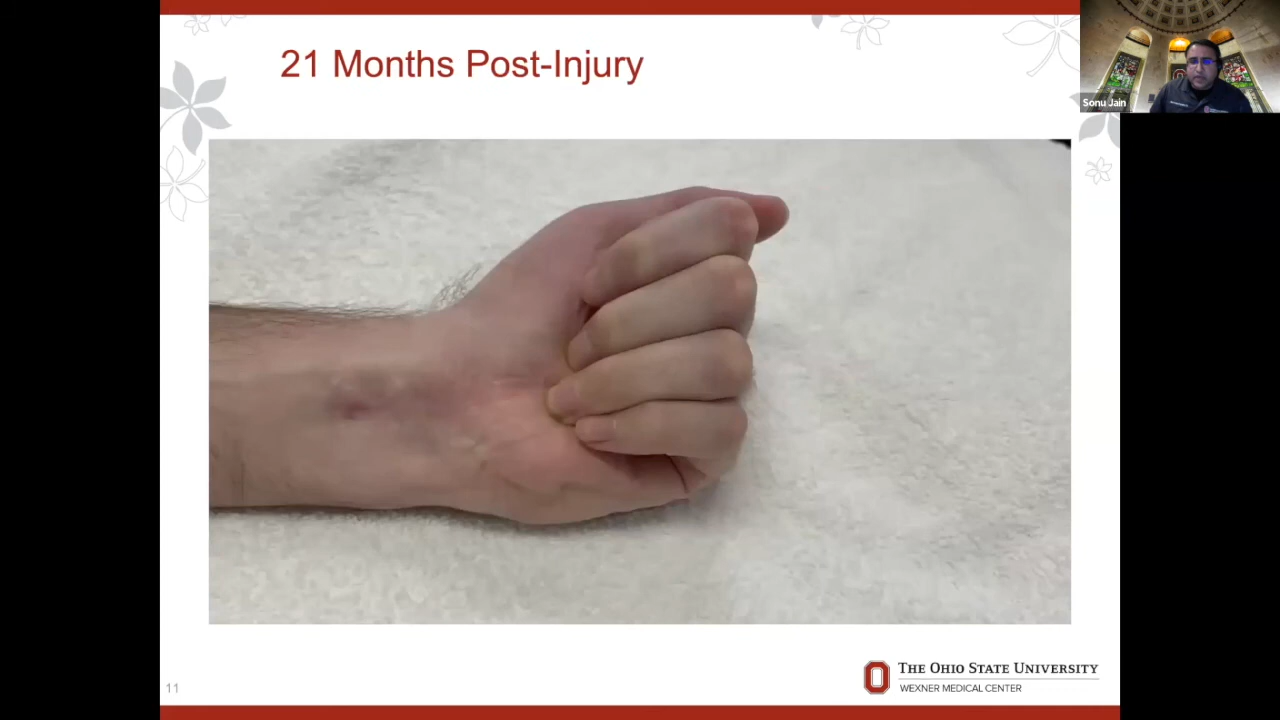 21 Months Post-Injury
Sonu Jain
11
THE OHIO STATE UNIVERSITY
WEXNER MEDICAL CENTER